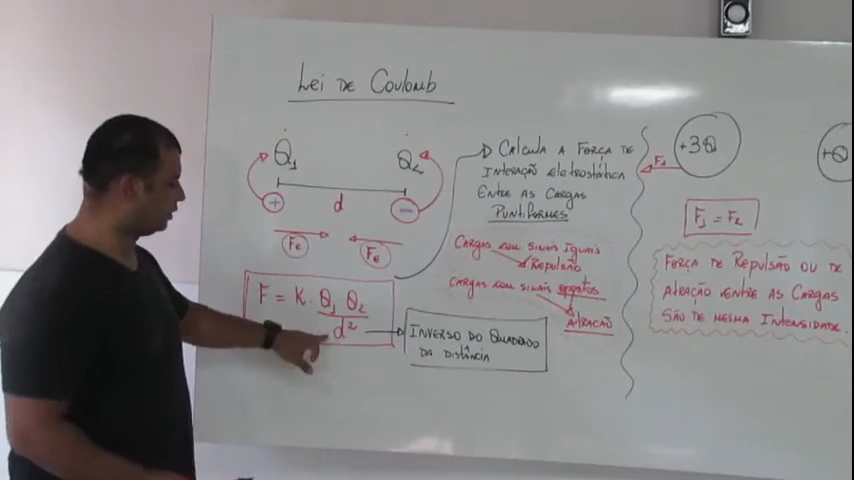 Lei de Coulomb
Q1
Q2
+
d
−
Fe
Fe
F = K . Q1 Q2
d²
Inverso do Quadrado
da distância
Calcula a Força de
Interação eletrostática
entre as cargas
Puntiformes
Cargas com sinais iguais
Repulsão
Cargas com sinais opostos
Atração
F2
+3Q
+Q
F1 = F2
Força de Repulsão ou de
Atração entre as Cargas
são de mesma Intensidade.